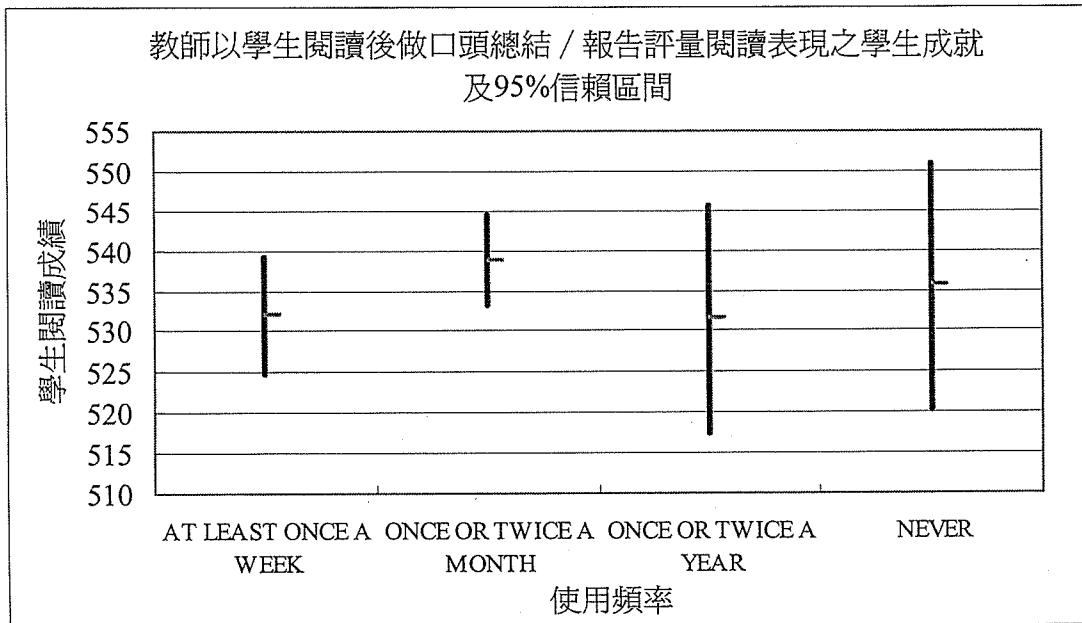 教師以學生閱讀後做口頭總結 / 報告評量閱讀表現之學生成就
及95%信賴區間
555
550
545
540
535
530
525
520
515
510
學生閱讀成績
AT LEAST ONCE A WEEK
ONCE OR TWICE A MONTH
ONCE OR TWICE A YEAR
NEVER
使用頻率